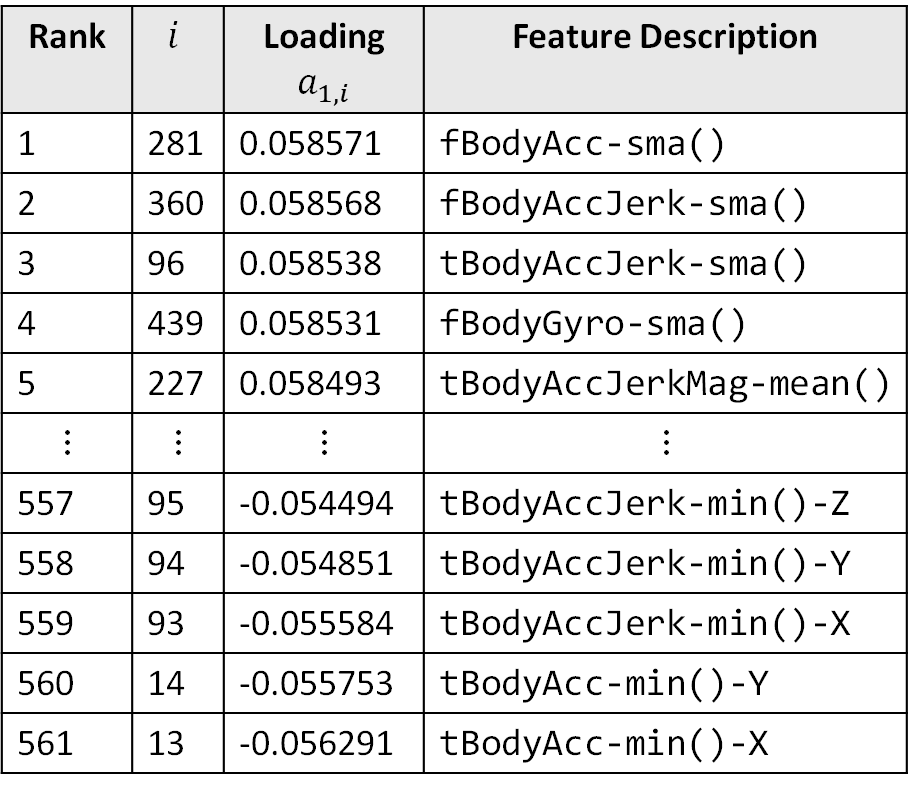 Rank i Loading a1,i Feature Description
1 281 0.058571 fBodyAcc-sma()
2 360 0.058568 fBodyAccJerk-sma()
3 96 0.058538 tBodyAccJerk-sma()
4 439 0.058531 fBodyGyro-sma()
5 227 0.058493 tBodyAccJerkMag-mean()
⋮ ⋮ ⋮ ⋮
557 95 -0.054494 tBodyAccJerk-min()-Z
558 94 -0.054851 tBodyAccJerk-min()-Y
559 93 -0.055584 tBodyAccJerk-min()-X
560 14 -0.055753 tBodyAcc-min()-Y
561 13 -0.056291 tBodyAcc-min()-X